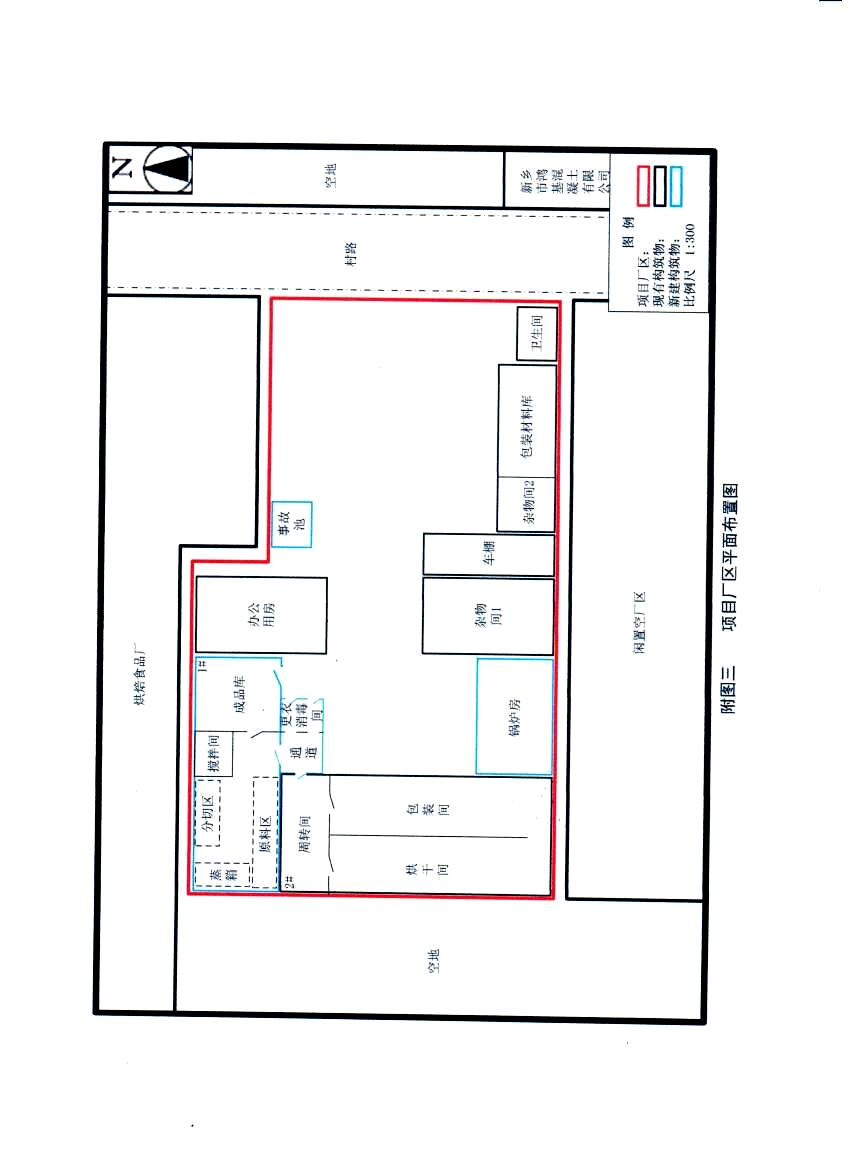 N
空地
新乡
市鸿
基混
凝土
有限
公司
图 例
项目厂区:
现有构筑物:
新建构筑物:
比例尺 1:300
村路
卫生间
包装材料库
杂物间2
车棚
杂物
间1
锅炉房
事故
池
办公
用房
1#
成品库
更衣
消毒
间
通
道
搅拌间
分切区
原料区
蒸
箱
2#
周转间
包
装
间
烘
干
间
烘焙食品厂
闲置空厂区
空地
附图三 项目厂区平面布置图